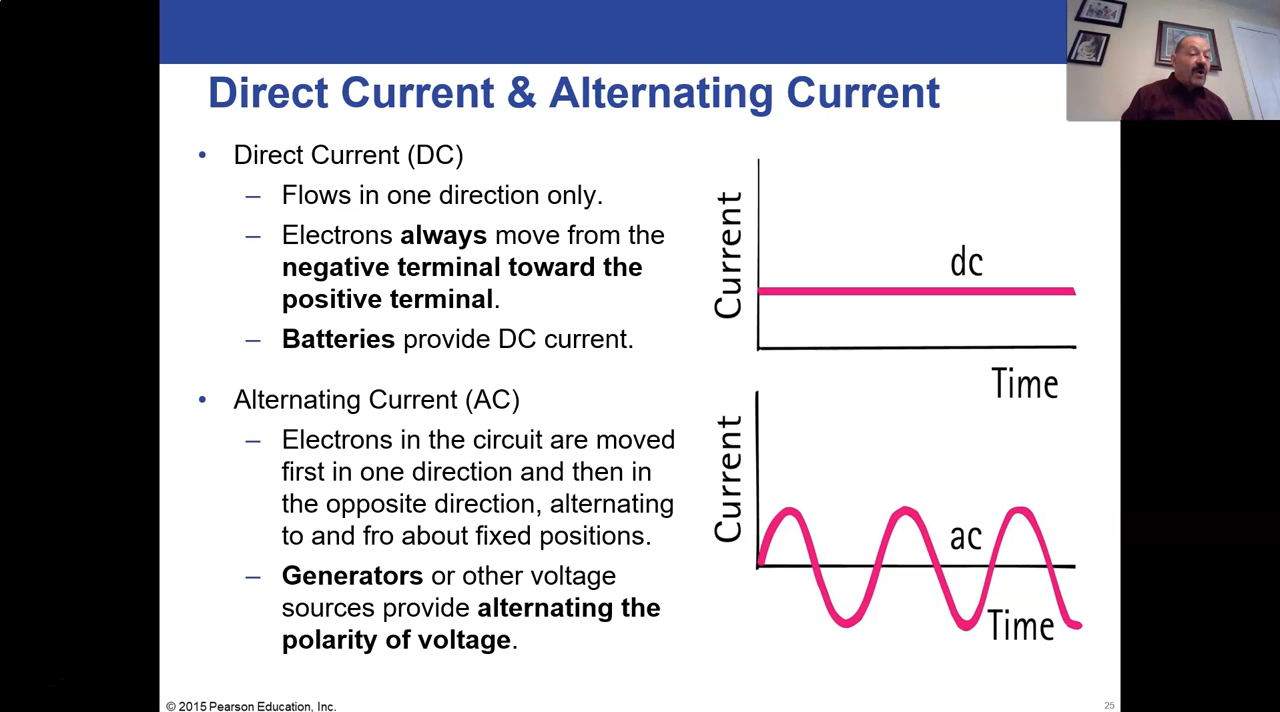 Direct Current & Alternating Current
• Direct Current (DC)
– Flows in one direction only.
– Electrons always move from the
negative terminal toward the
positive terminal.
– Batteries provide DC current.
• Alternating Current (AC)
– Electrons in the circuit are moved
first in one direction and then in
the opposite direction, alternating
to and fro about fixed positions.
– Generators or other voltage
sources provide alternating the
polarity of voltage.
Current
dc
Time
Current
ac
Time
© 2015 Pearson Education, Inc.
25